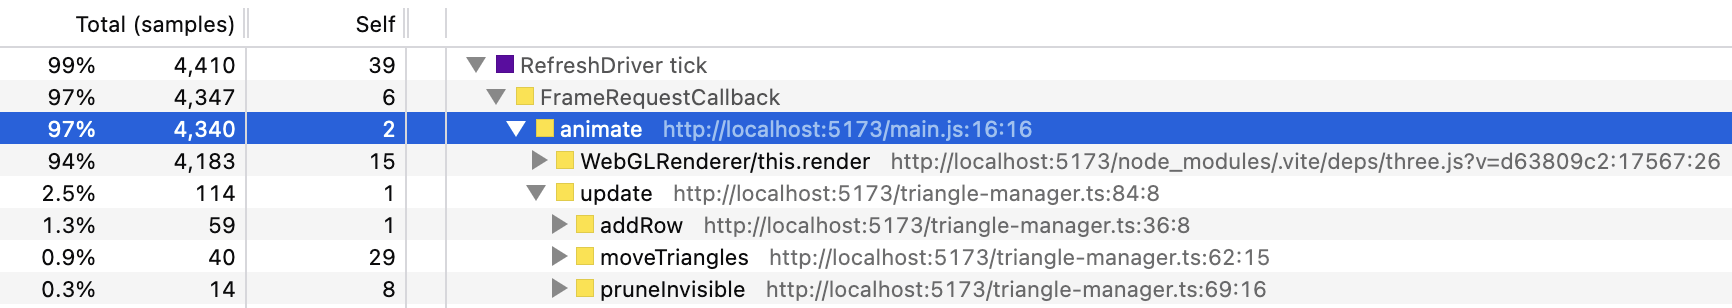 Total (samples) Self
99% 4,410 39 RefreshDriver tick
97% 4,347 6 FrameRequestCallback
97% 4,340 2 animate http://localhost:5173/main.js:16:16
94% 4,183 15 WebGLRenderer/this.render http://localhost:5173/node_modules/.vite/deps/three.js?v=d63809c2:17567:26
2.5% 114 1 update http://localhost:5173/triangle-manager.ts:84:8
1.3% 59 1 addRow http://localhost:5173/triangle-manager.ts:36:8
0.9% 40 29 moveTriangles http://localhost:5173/triangle-manager.ts:62:15
0.3% 14 8 pruneInvisible http://localhost:5173/triangle-manager.ts:69:16